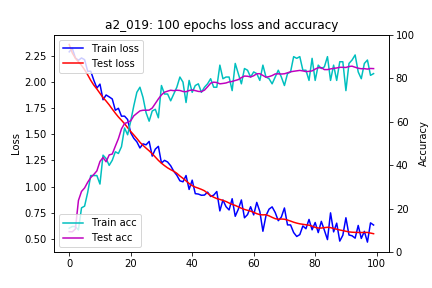 a2_019: 100 epochs loss and accuracy
Train loss
Test loss
Train acc
Test acc
Loss
2.25
2.00
1.75
1.50
1.25
1.00
0.75
0.50
Accuracy
100
80
60
40
20
0
0 20 40 60 80 100